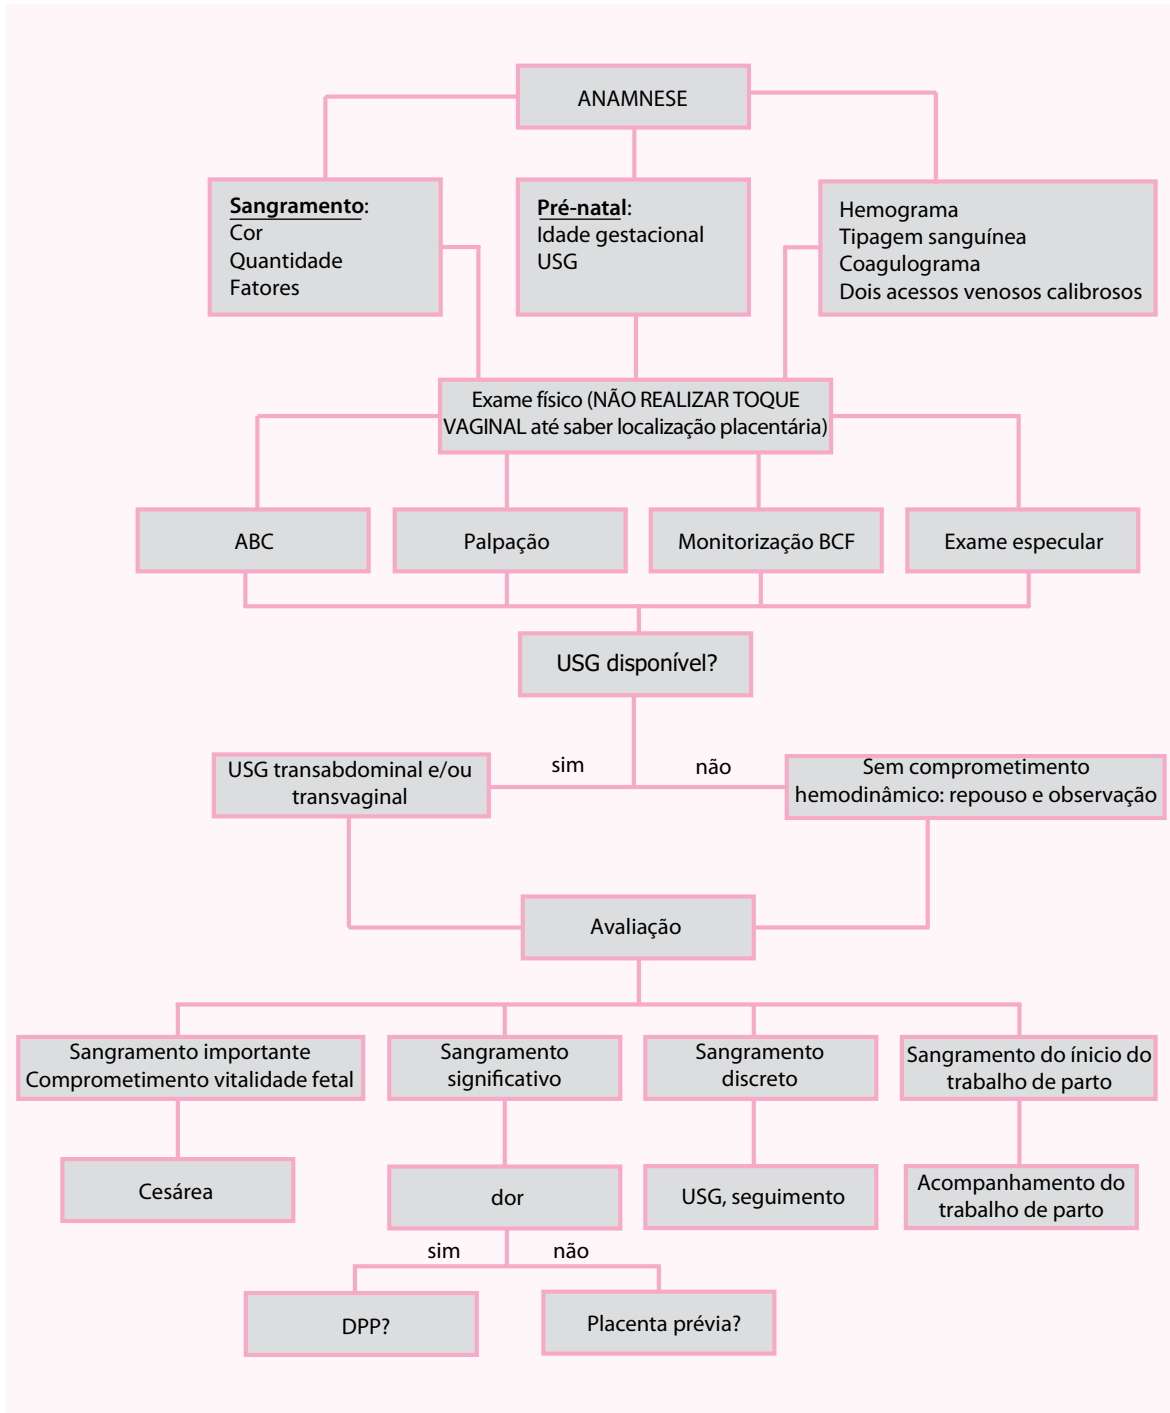 ANAMNESE
Sangramento:
Cor
Quantidade
Fatores
Pré-natal:
Idade gestacional
USG
Hemograma
Tipagem sanguínea
Coagulograma
Dois acessos venosos calibrosos
Exame físico (NÃO REALIZAR TOQUE
VAGINAL até saber localização placentária)
ABC
Palpação
Monitorização BCF
Exame especular
USG disponível?
sim
não
USG transabdominal e/ou
transvaginal
Sem comprometimento
hemodinâmico: repouso e observação
Avaliação
Sangramento importante
Comprometimento vitalidade fetal
Sangramento
significativo
Sangramento
discreto
Sangramento do ínicio do
trabalho de parto
Cesárea
dor
USG, seguimento
Acompanhamento do
trabalho de parto
sim
não
DPP?
Placenta prévia?